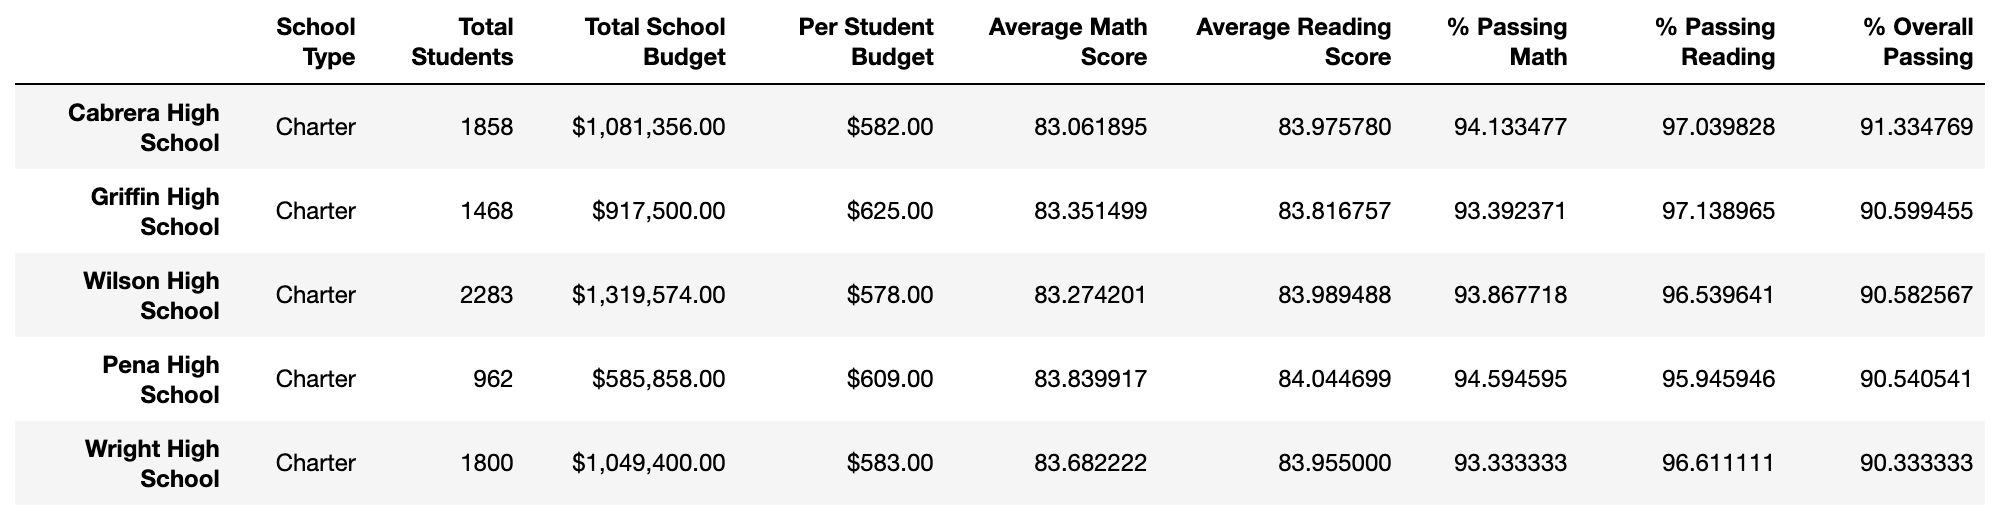 School Type Total Students Total School Budget Per Student Budget Average Math Score Average Reading Score % Passing Math % Passing Reading % Overall Passing
Cabrera High School Charter 1858 $1,081,356.00 $582.00 83.061895 83.975780 94.133477 97.039828 91.334769
Griffin High School Charter 1468 $917,500.00 $625.00 83.351499 83.816757 93.392371 97.138965 90.599455
Wilson High School Charter 2283 $1,319,574.00 $578.00 83.274201 83.989488 93.867718 96.539641 90.582567
Pena High School Charter 962 $585,858.00 $609.00 83.839917 84.044699 94.594595 95.945946 90.540541
Wright High School Charter 1800 $1,049,400.00 $583.00 83.682222 83.955000 93.333333 96.611111 90.333333